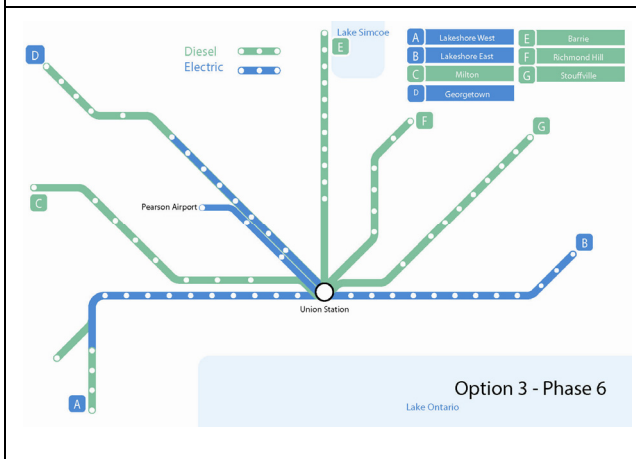 Lake Simcoe
Diesel
Electric
D
E
A Lakeshore West
B Lakeshore East
C Milton
D Georgetown
E Barrie
F Richmond Hill
G Stouffville
F
G
C
Pearson Airport
B
Union Station
A
Option 3 - Phase 6
Lake Ontario